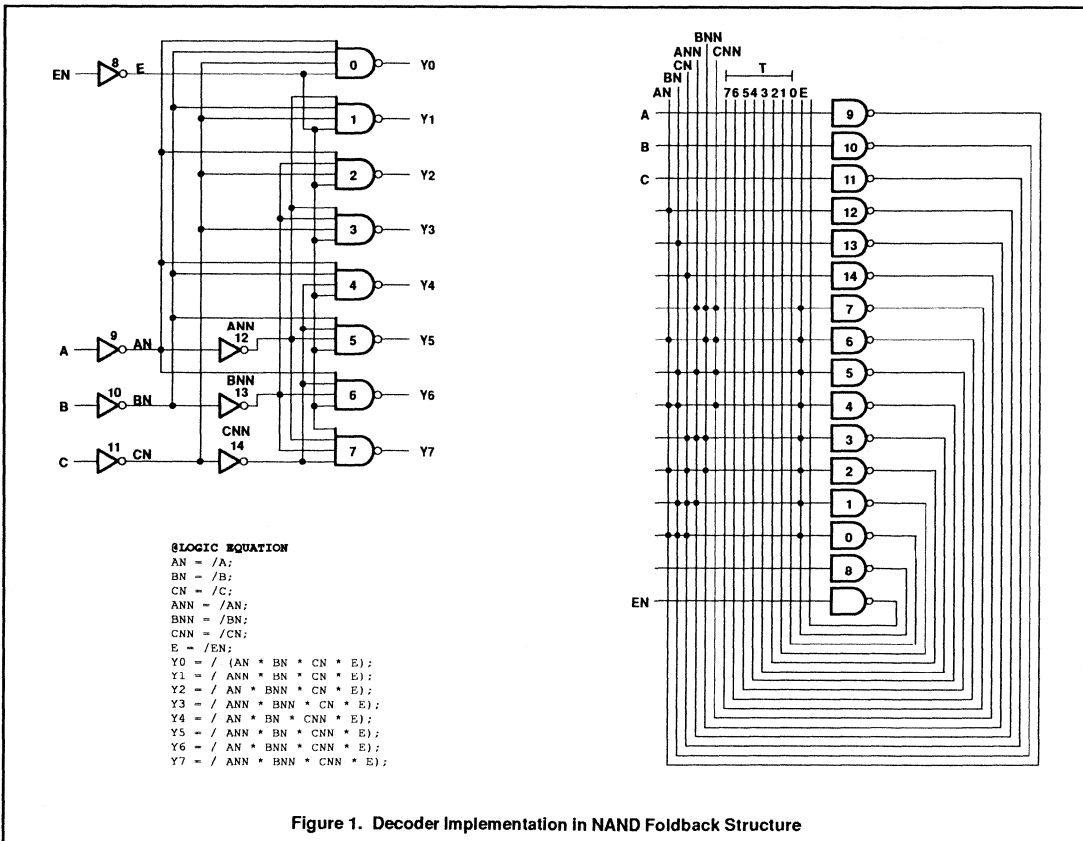 8
EN
E
0
Y0
1
Y1
2
Y2
3
Y3
4
Y4
9
A
AN
ANN
12
5
Y5
10
B
BN
BNN
13
6
Y6
11
C
CN
CNN
14
7
Y7
@LOGIC EQUATION
AN = /A;
BN = /B;
CN = /C;
ANN = /AN;
BNN = /BN;
CNN = /CN;
E = /EN;
Y0 = / (AN * BN * CN * E);
Y1 = / ANN * BN * CN * E);
Y2 = / AN * BNN * CN * E);
Y3 = / ANN * BNN * CN * E);
Y4 = / AN * BN * CNN * E);
Y5 = / ANN * BN * CNN * E);
Y6 = / AN * BNN * CNN * E);
Y7 = / ANN * BNN * CNN * E);
BNN
ANN CNN
CN
BN
AN
T
7 6 5 4 3 2 1 0 E
A
9
B
10
C
11
12
13
14
7
6
5
4
3
2
1
0
8
EN
Figure 1. Decoder Implementation in NAND Foldback Structure